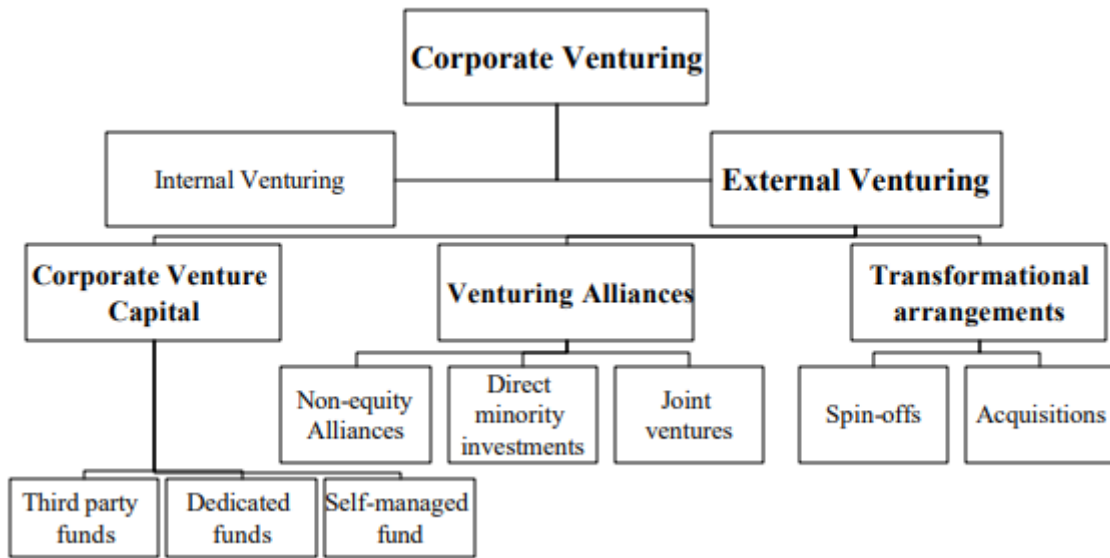 Corporate Venturing
Internal Venturing
External Venturing
Corporate Venture
Capital
Venturing Alliances
Transformational
arrangements
Non-equity
Alliances
Direct
minority
investments
Joint
ventures
Spin-offs
Acquisitions
Third party
funds
Dedicated
funds
Self-managed
fund